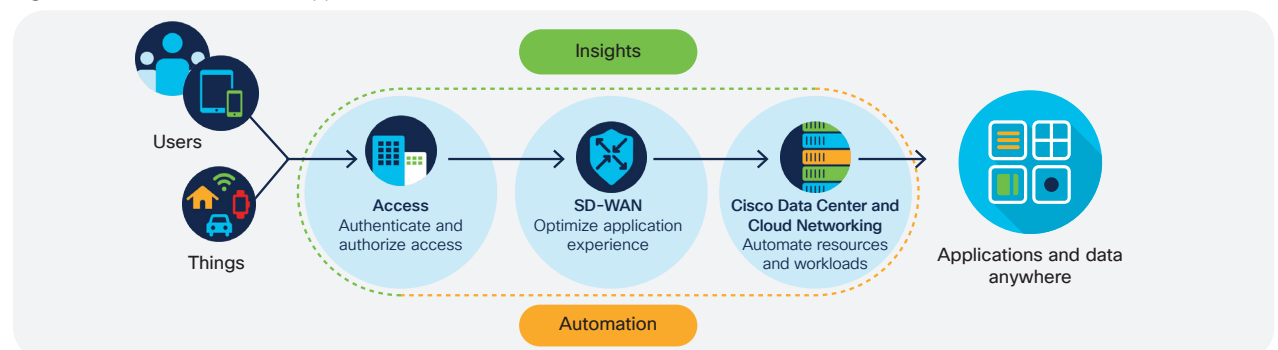 Insights
Users
Things
Access
Authenticate and
authorize access
SD-WAN
Optimize application
experience
Cisco Data Center and
Cloud Networking
Automate resources
and workloads
Applications and data
anywhere
Automation